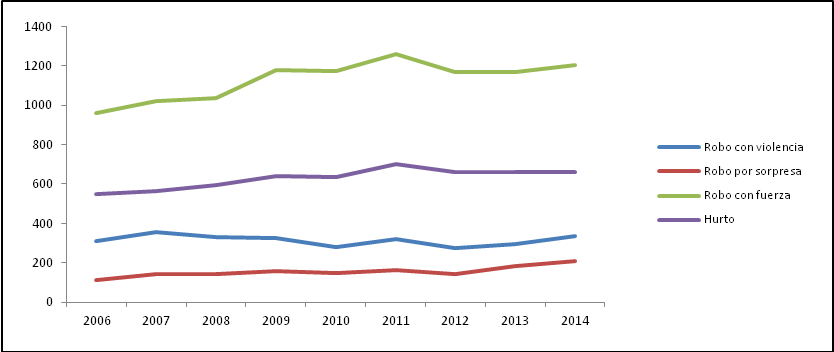 1400
1200
1000
800
600
400
200
0
2006 2007 2008 2009 2010 2011 2012 2013 2014
Robo con violencia
Robo por sorpresa
Robo con fuerza
Hurto